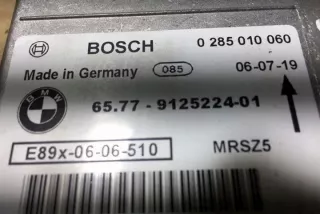 BOSCH 0 285 010 060
Made in Germany 085 06-07-19
BMW 65.77 - 9125224-01
E89x-06-06-510 MRSZ5